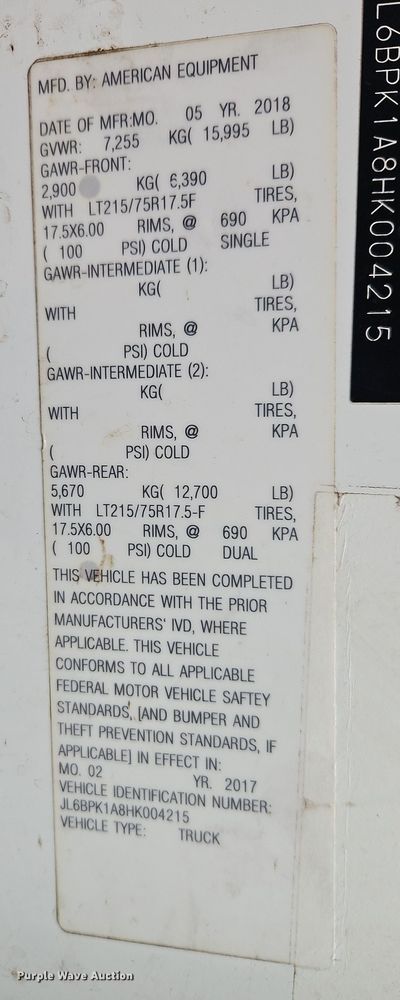 MFD. BY: AMERICAN EQUIPMENT
DATE OF MFR:MO. 05 YR. 2018
GVWR: 7,255 KG( 15,995 LB)
GAWR-FRONT:
2,900 KG( 6,390 LB)
WITH LT215/75R17.5F TIRES,
17.5X6.00 RIMS, @ 690 KPA
( 100 PSI) COLD SINGLE
GAWR-INTERMEDIATE (1):
KG( LB)
WITH TIRES,
RIMS, @ KPA
( PSI) COLD
GAWR-INTERMEDIATE (2):
KG( LB)
WITH TIRES,
RIMS, @ KPA
( PSI) COLD
GAWR-REAR:
5,670 KG( 12,700 LB)
WITH LT215/75R17.5-F TIRES,
17.5X6.00 RIMS, @ 690 KPA
( 100 PSI) COLD DUAL
THIS VEHICLE HAS BEEN COMPLETED
IN ACCORDANCE WITH THE PRIOR
MANUFACTURERS' IVD, WHERE
APPLICABLE. THIS VEHICLE
CONFORMS TO ALL APPLICABLE
FEDERAL MOTOR VEHICLE SAFTEY
STANDARDS, [AND BUMPER AND
THEFT PREVENTION STANDARDS, IF
APPLICABLE] IN EFFECT IN:
MO. 02 YR. 2017
VEHICLE IDENTIFICATION NUMBER:
JL6BPK1A8HK004215
VEHICLE TYPE: TRUCK
L6BPK1A8HK004215
Purple Wave Auction